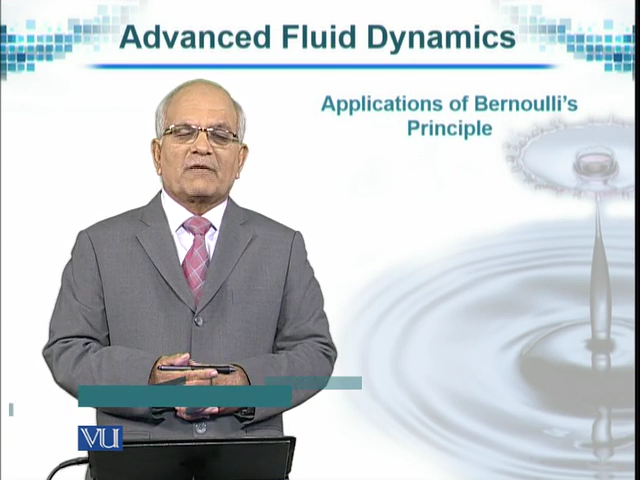 Advanced Fluid Dynamics
Applications of Bernoulli's
Principle
VU